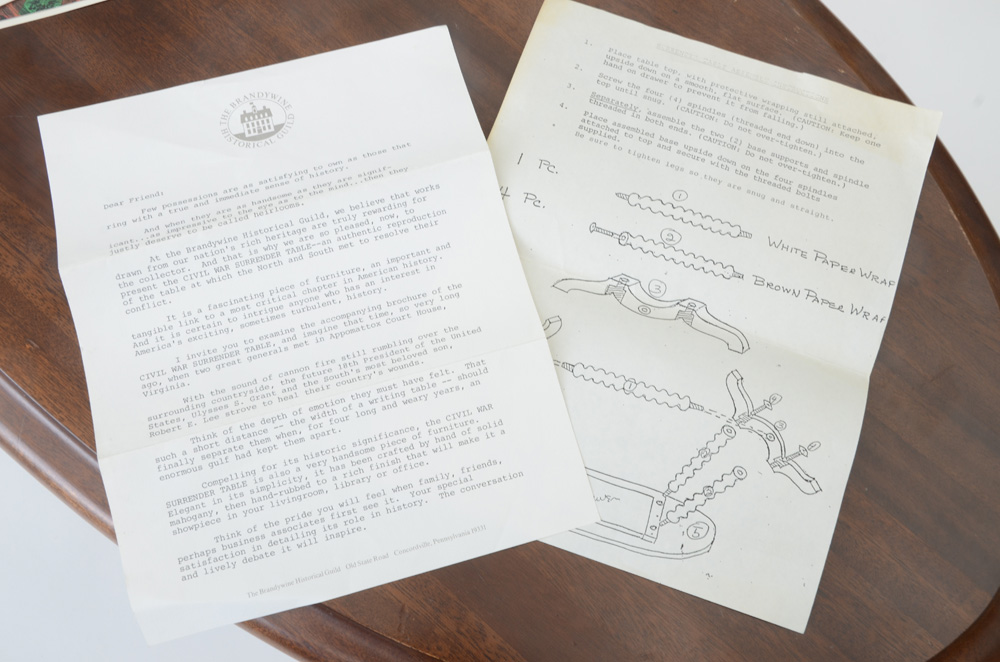 THE BRANDYWINE
HISTORICAL GUILD
Dear Friend:
Few possessions are as satisfying to own as those that
ring with a true and immediate sense of history.
And when they are as handsome as they are signif-
icant...as impressive to the eye as to the mind...then they
justly deserve to be called heirlooms.
At the Brandywine Historical Guild, we believe that works
drawn from our nation's rich heritage are truly rewarding for
the collector. And that is why we are so pleased, now, to
present the CIVIL WAR SURRENDER TABLE--an authentic reproduction
of the table at which the North and South met to resolve their
conflict.
It is a fascinating piece of furniture, an important and
tangible link to a most critical chapter in American history.
And it is certain to intrigue anyone who has an interest in
America's exciting, sometimes turbulent, history.
I invite you to examine the accompanying brochure of the
CIVIL WAR SURRENDER TABLE, and imagine that time, so very long
ago, when two great generals met in Appomattox Court House,
Virginia.
With the sound of cannon fire still rumbling over the
surrounding countryside, the future 18th President of the United
States, Ulysses S. Grant and the South's most beloved son,
Robert E. Lee strove to heal their country's wounds.
Think of the depth of emotion they must have felt. That
such a short distance -- the width of a writing table -- should
finally separate them when, for four long and weary years, an
enormous gulf had kept them apart.
Compelling for its historic significance, the CIVIL WAR
SURRENDER TABLE is also a very handsome piece of furniture.
Elegant in its simplicity, it has been crafted by hand of solid
mahogany, then hand-rubbed to a rich finish that will make it a
showpiece in your livingroom, library or office.
Think of the pride you will feel when family, friends,
perhaps business associates first see it. Your special
satisfaction in detailing its role in history. The conversation
and lively debate it will inspire.
The Brandywine Historical Guild Old State Road Concordville, Pennsylvania 19331
1. Place table top, with protective wrapping still attached,
upside down on a smooth, flat surface. (CAUTION: Keep one
hand on drawer to prevent it from falling.)
2. Screw the four (4) spindles (threaded end down) into the
top until snug. (CAUTION: Do not over-tighten.)
3. Separately, assemble the two (2) base supports and spindle
threaded in both ends. (CAUTION: Do not over-tighten.)
4. Place assembled base upside down on the four spindles
attached to top and secure with the threaded bolts
supplied.
Be sure to tighten legs so they are snug and straight.
1 Pc.
① WHITE PAPER WRAP
4 Pc.
② BROWN PAPER WRAP
③
①
③
⑤